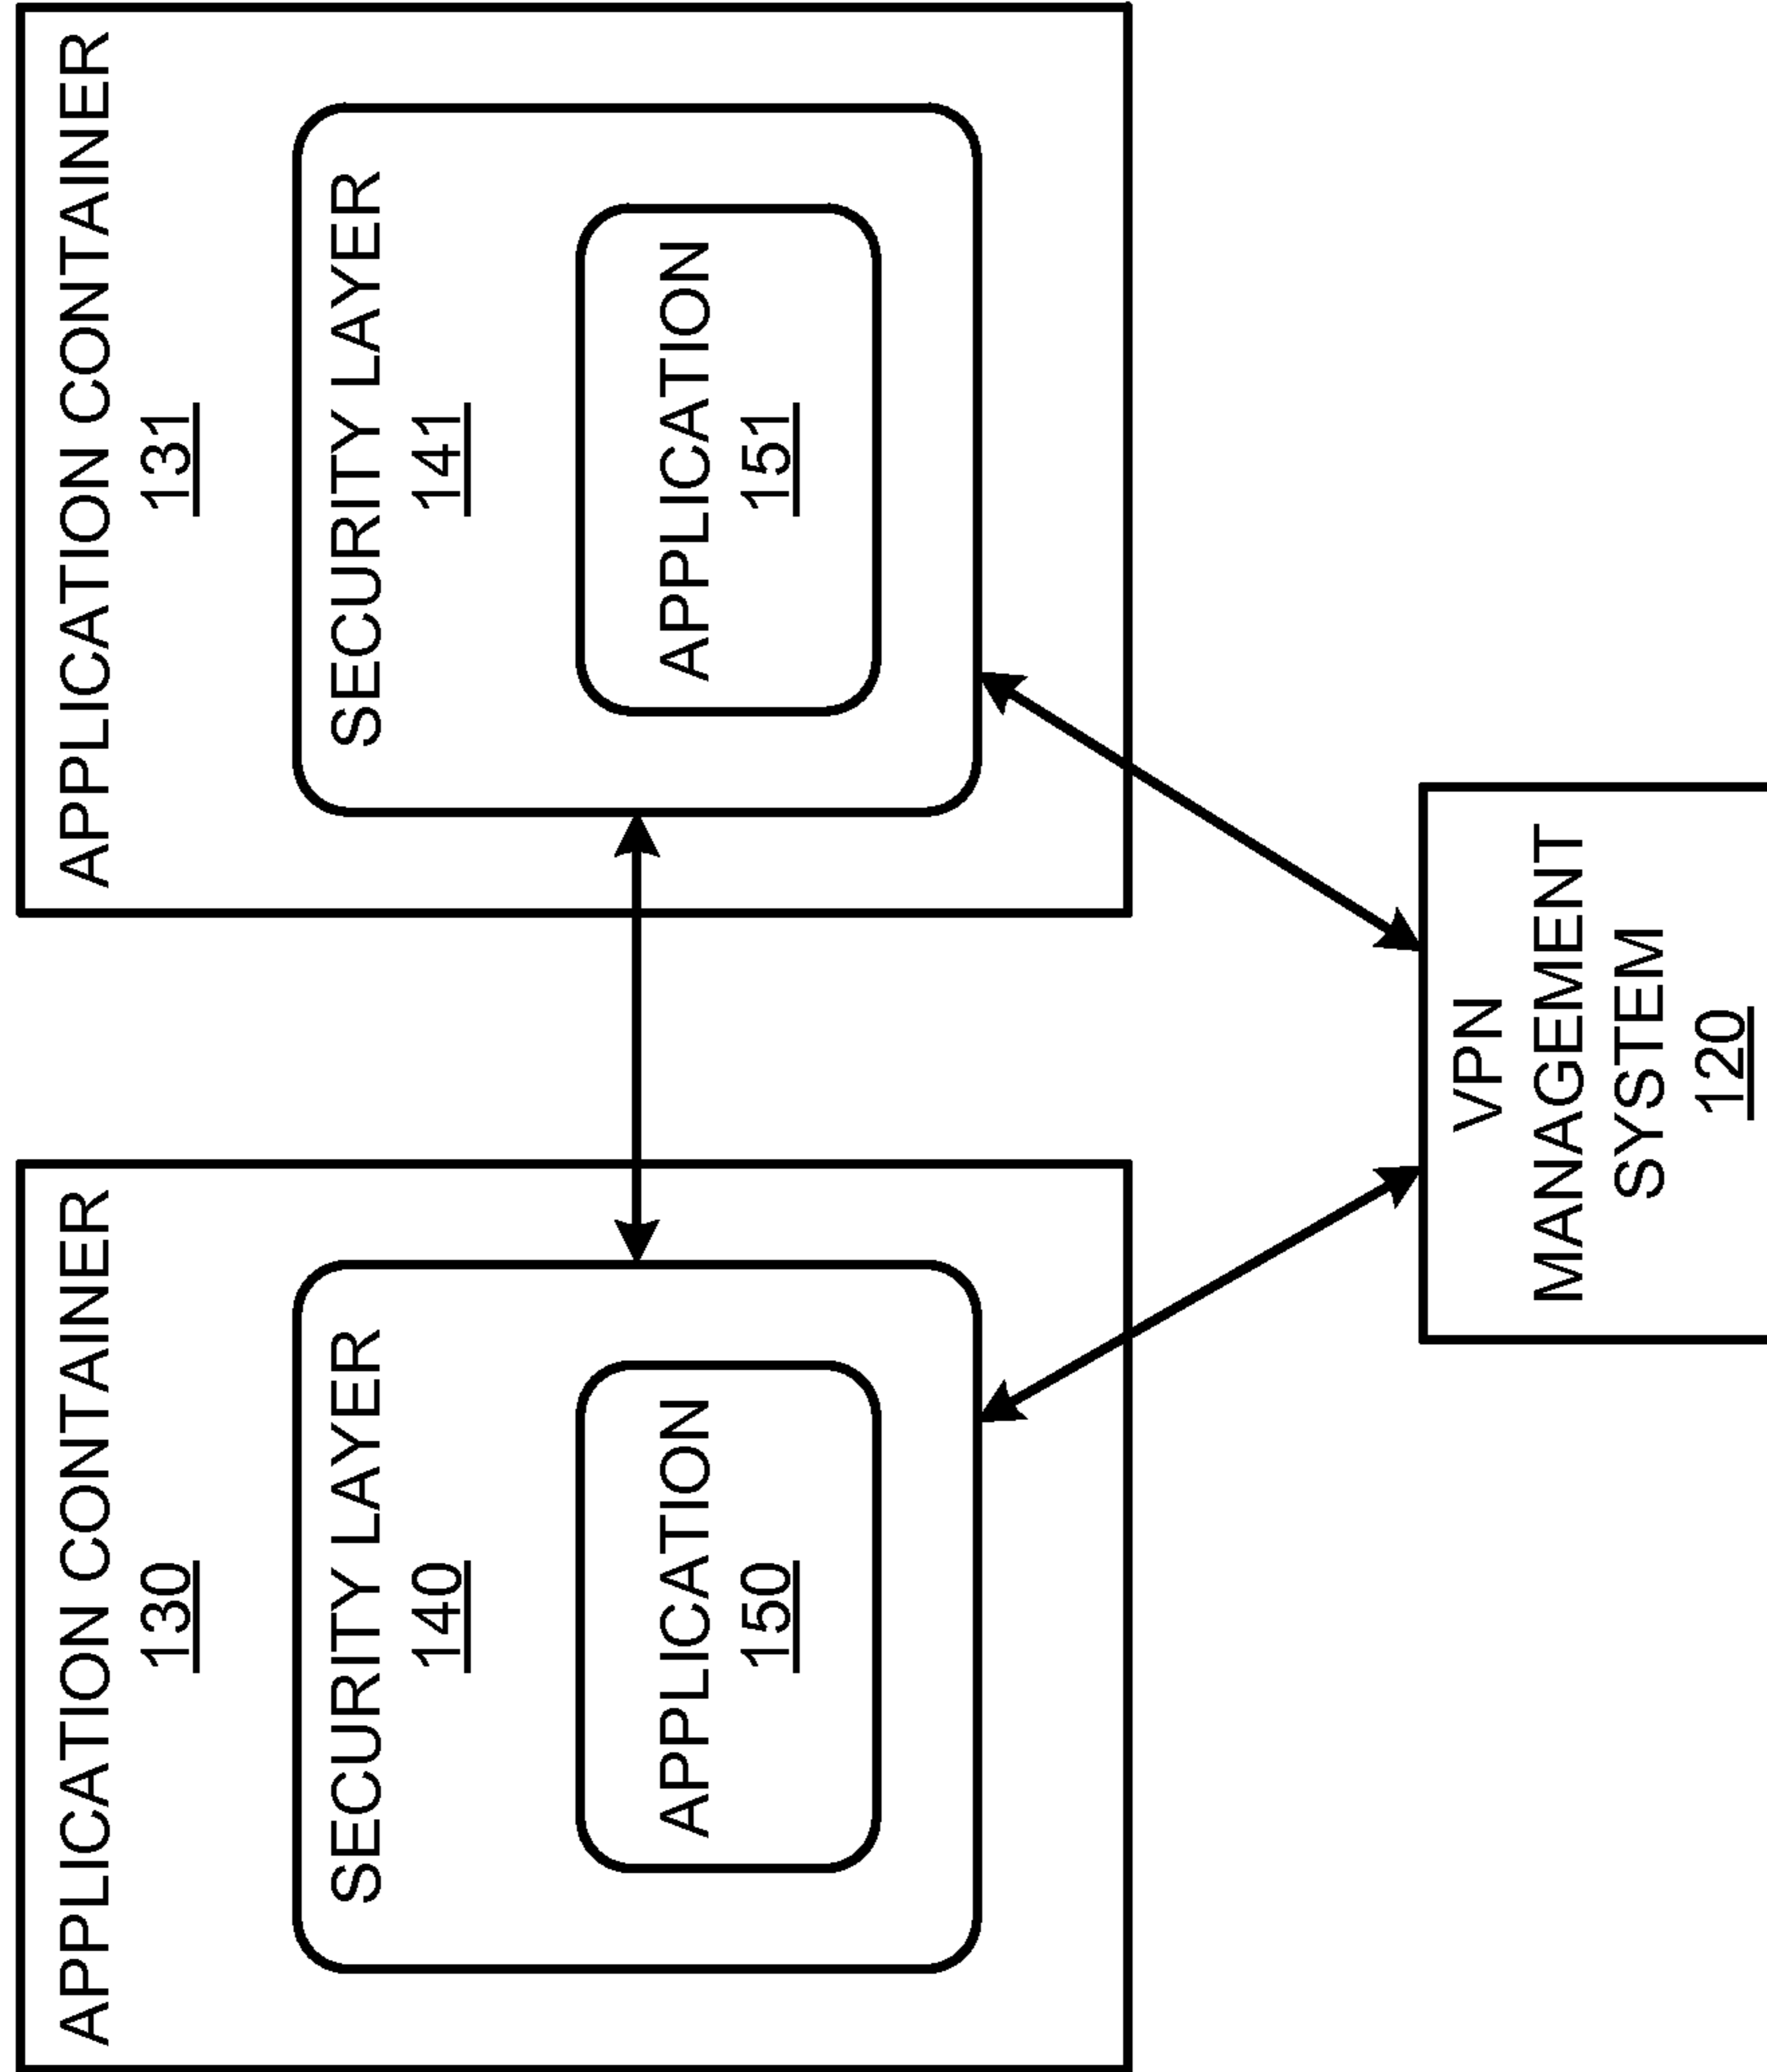 APPLICATION CONTAINER
130
SECURITY LAYER
140
APPLICATION
150
APPLICATION CONTAINER
131
SECURITY LAYER
141
APPLICATION
151
VPN
MANAGEMENT
SYSTEM
120